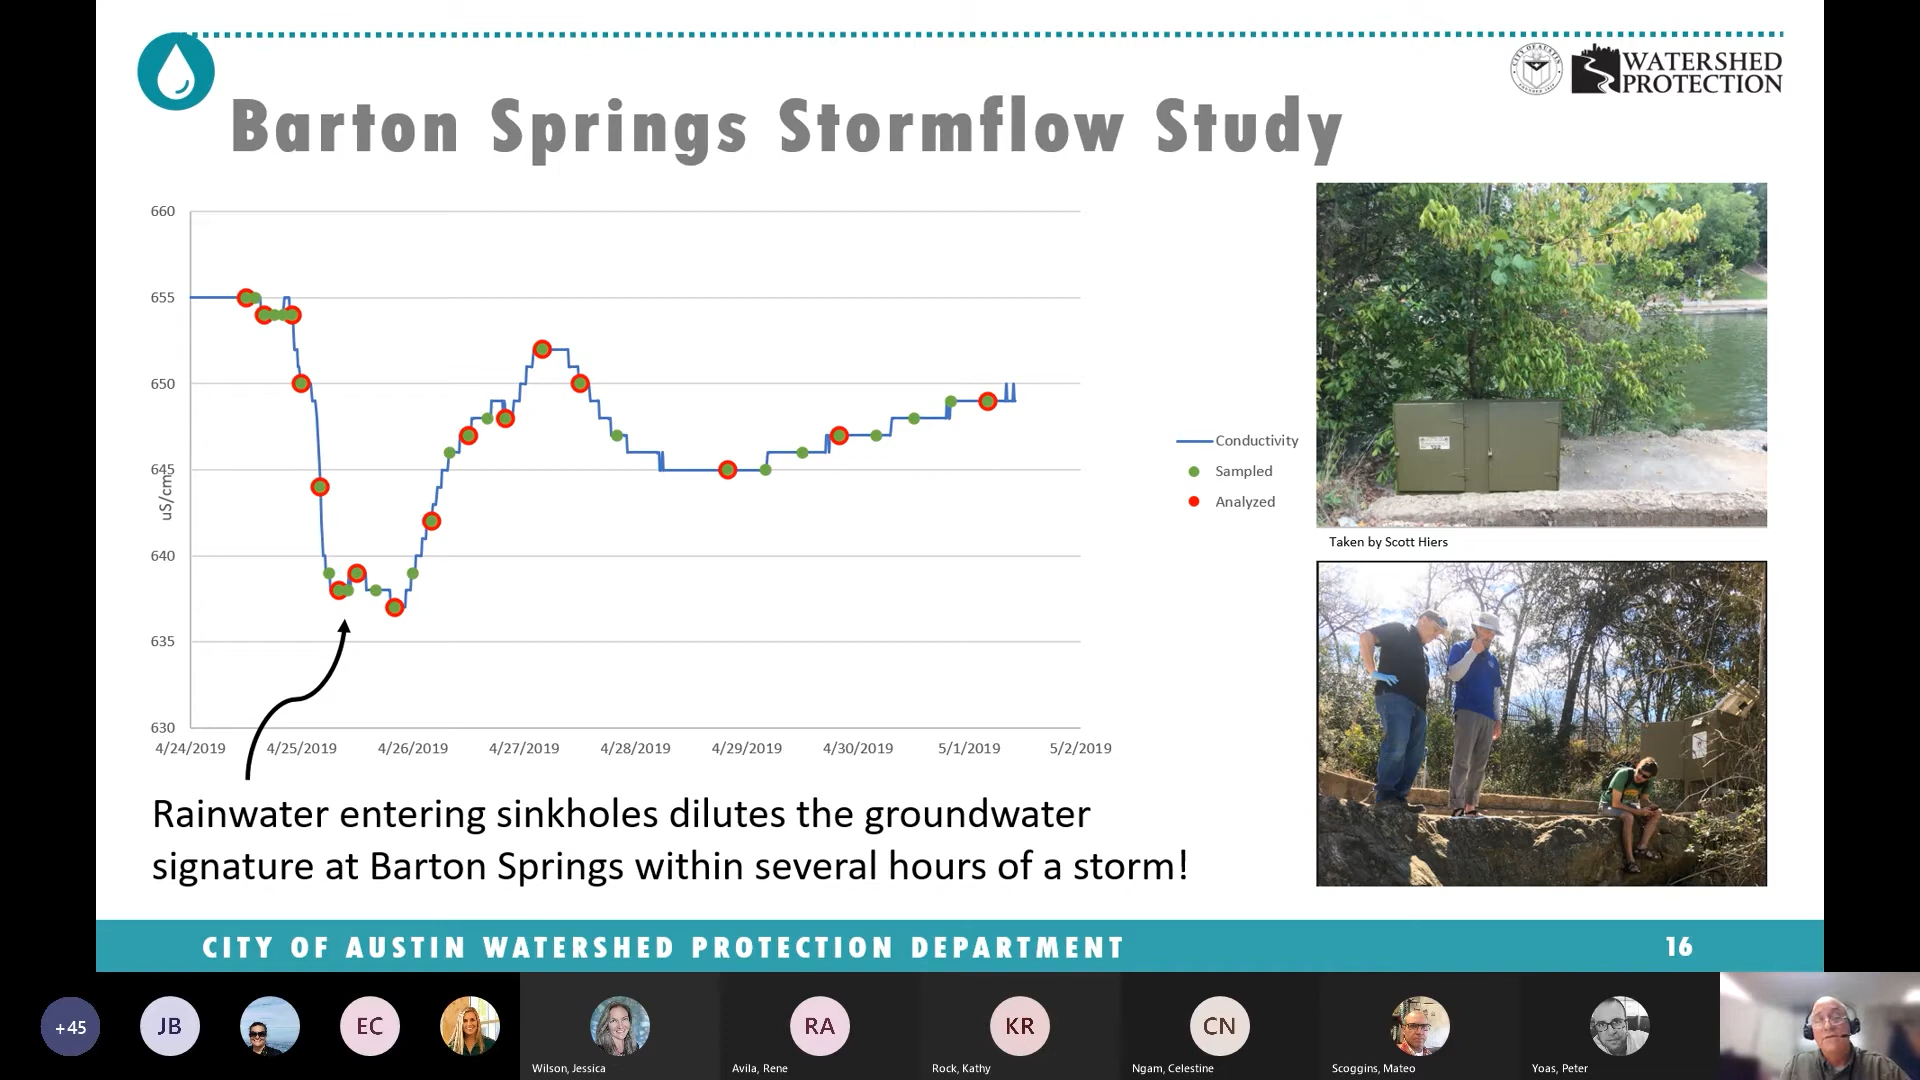 WATERSHED
PROTECTION
Barton Springs Stormflow Study
660
655
650
645
640
635
630
uS/cm
4/24/2019 4/25/2019 4/26/2019 4/27/2019 4/28/2019 4/29/2019 4/30/2019 5/1/2019 5/2/2019
Conductivity
Sampled
Analyzed
Taken by Scott Hiers
Rainwater entering sinkholes dilutes the groundwater
signature at Barton Springs within several hours of a storm!
CITY OF AUSTIN WATERSHED PROTECTION DEPARTMENT 16
+45 JB EC RA KR CN
Wilson, Jessica Avila, Rene Rock, Kathy Ngam, Celestine Scoggins, Mateo Yoas, Peter